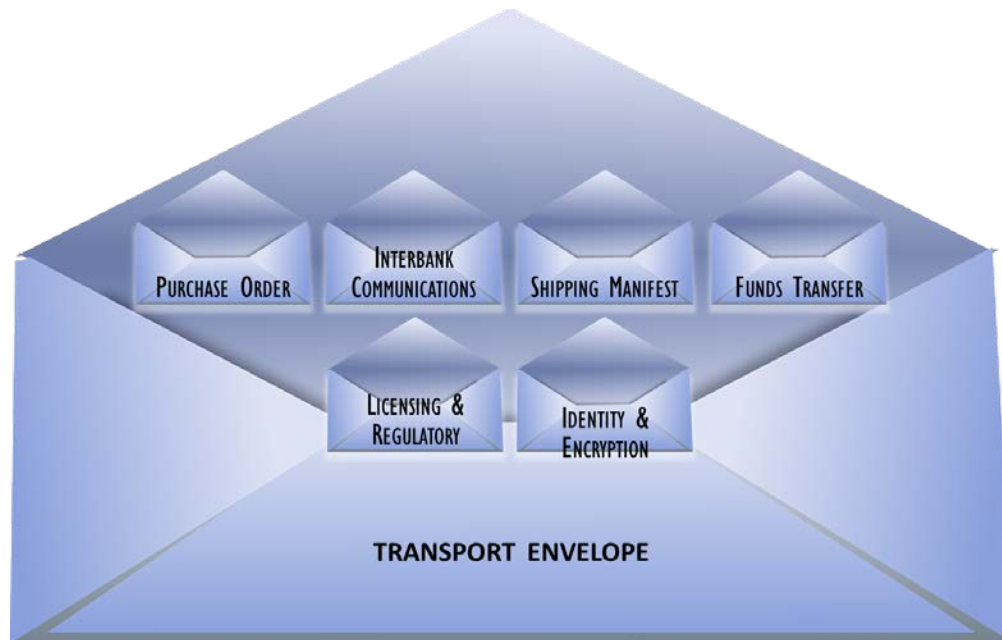 PURCHASE ORDER
INTERBANK
COMMUNICATIONS
SHIPPING MANIFEST
FUNDS TRANSFER
LICENSING &
REGULATORY
IDENTITY &
ENCRYPTION
TRANSPORT ENVELOPE